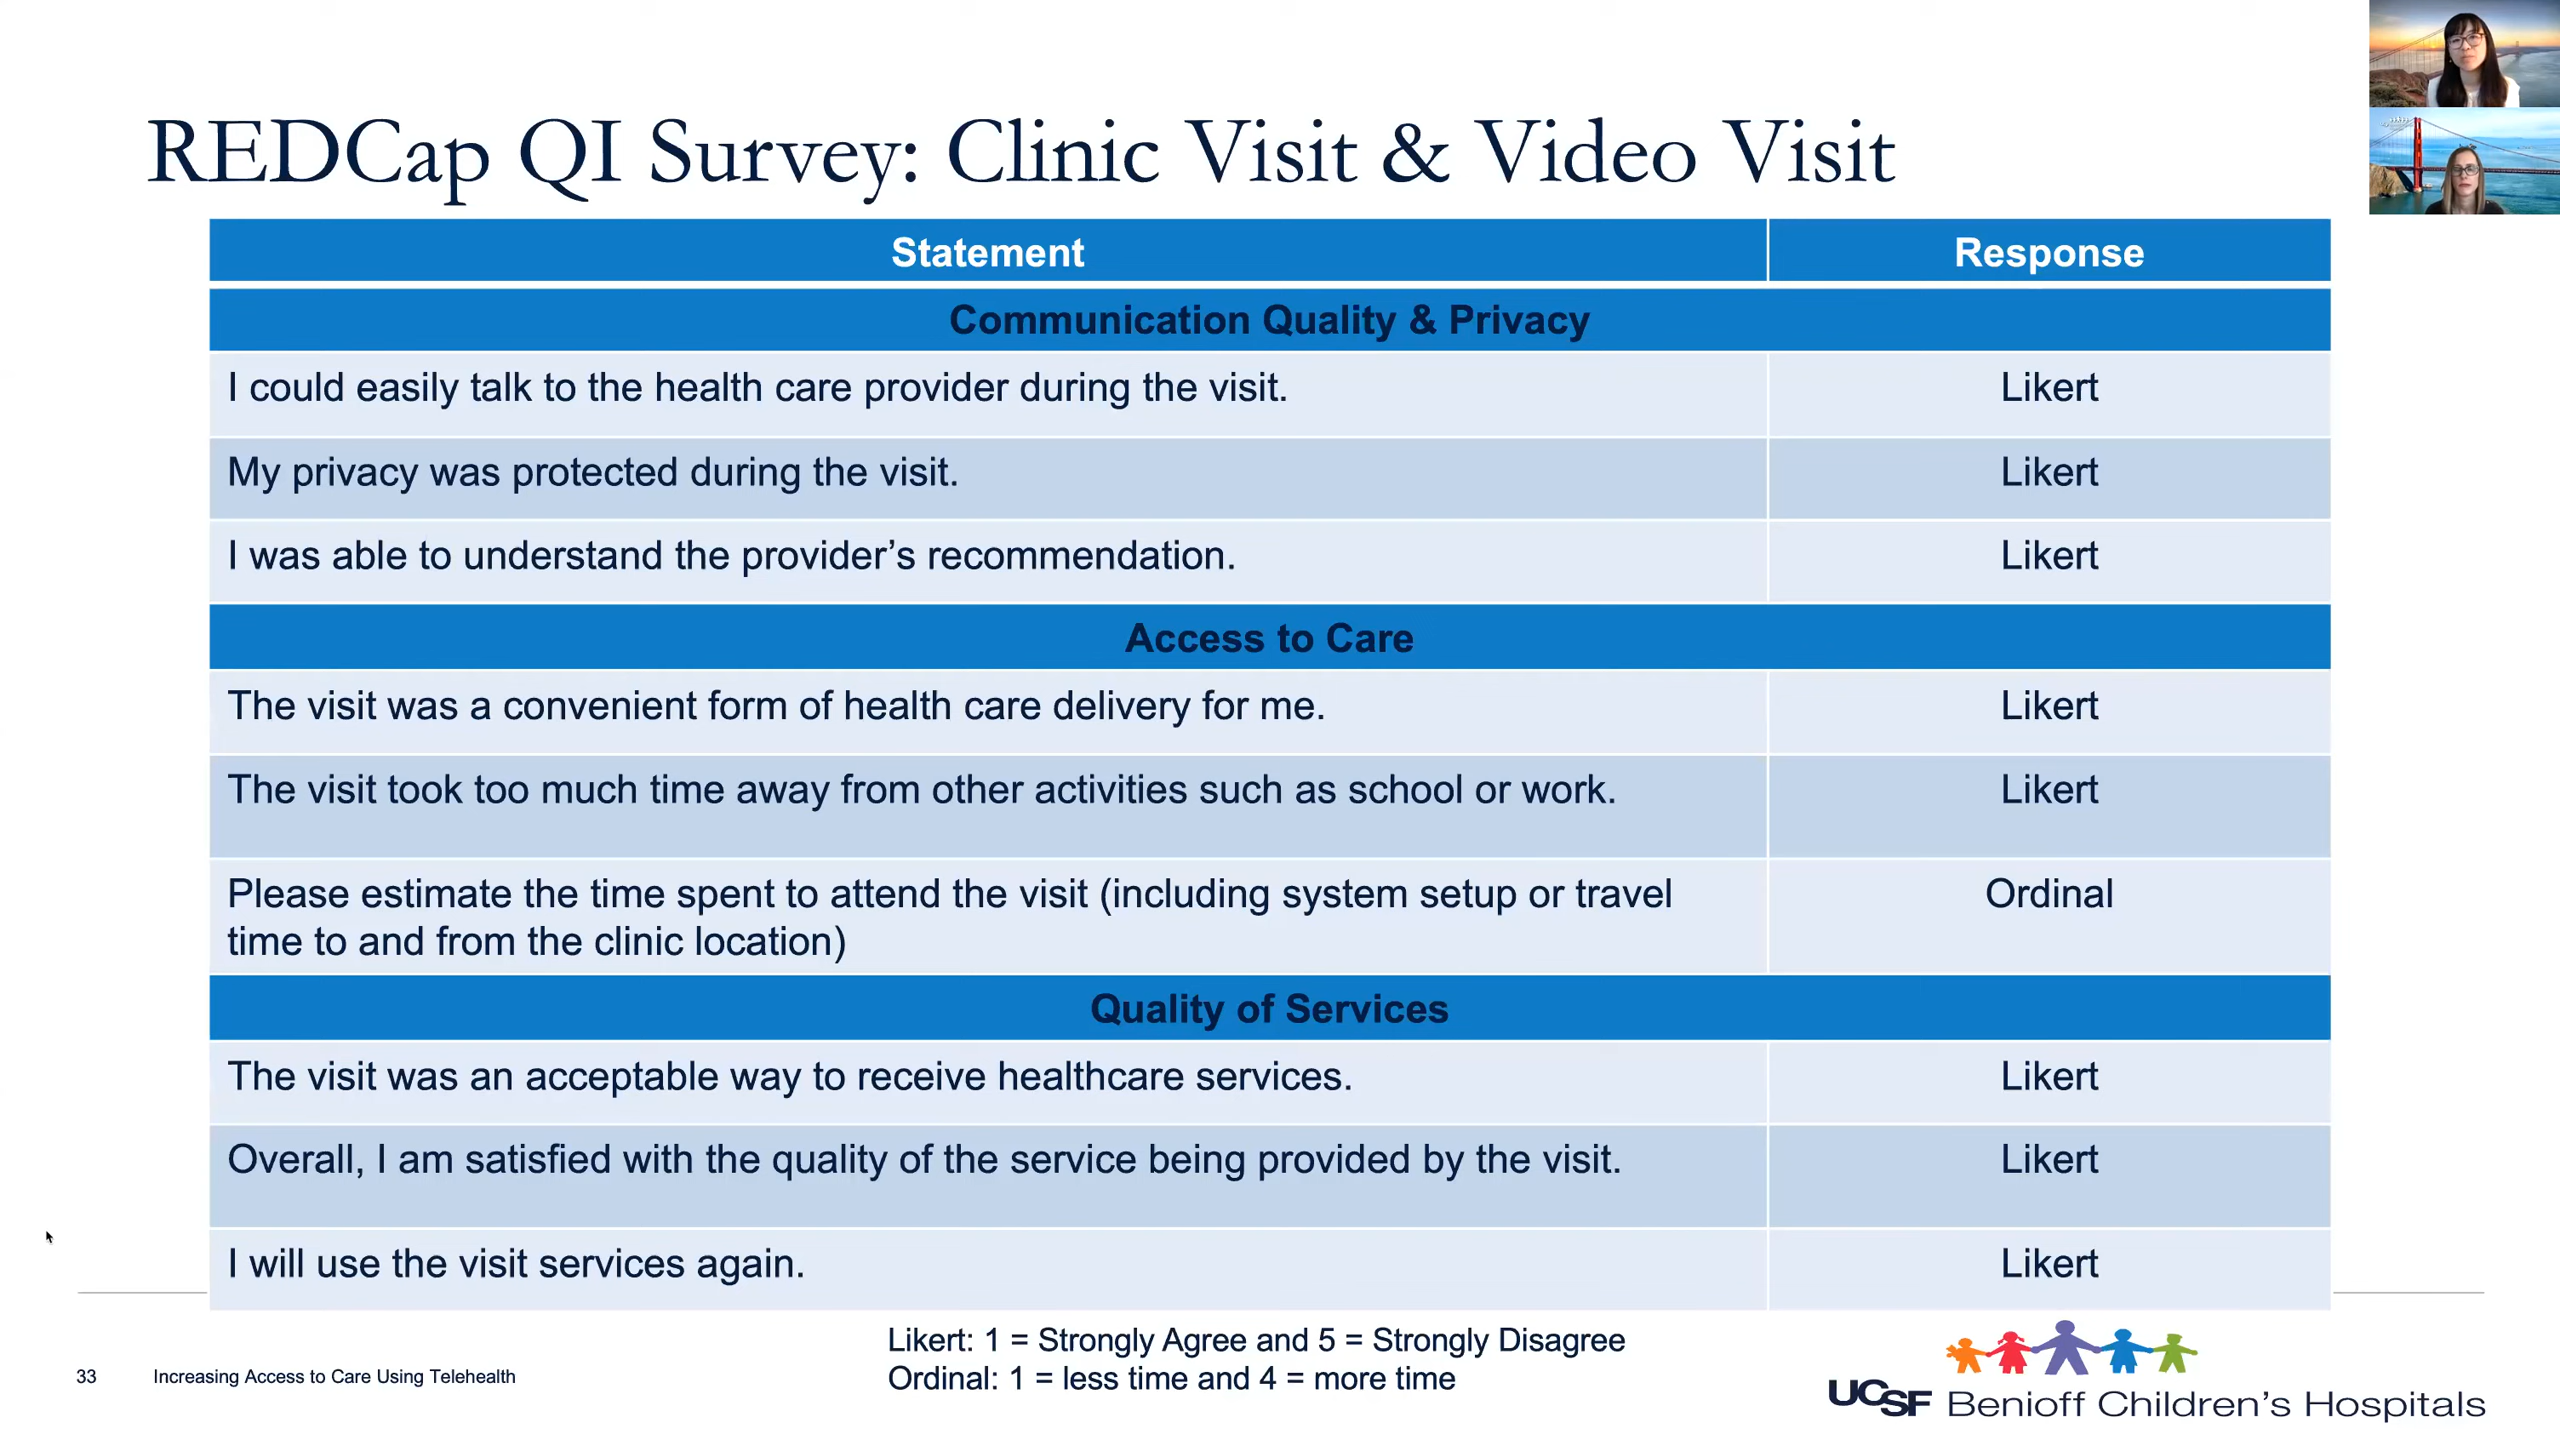 REDCap QI Survey: Clinic Visit & Video Visit
Statement
Response
Communication Quality & Privacy
I could easily talk to the health care provider during the visit.
Likert
My privacy was protected during the visit.
Likert
I was able to understand the provider’s recommendation.
Likert
Access to Care
The visit was a convenient form of health care delivery for me.
Likert
The visit took too much time away from other activities such as school or work.
Likert
Please estimate the time spent to attend the visit (including system setup or travel
time to and from the clinic location)
Ordinal
Quality of Services
The visit was an acceptable way to receive healthcare services.
Likert
Overall, I am satisfied with the quality of the service being provided by the visit.
Likert
I will use the visit services again.
Likert
Likert: 1 = Strongly Agree and 5 = Strongly Disagree
Ordinal: 1 = less time and 4 = more time
33
Increasing Access to Care Using Telehealth
UCSF Benioff Children’s Hospitals